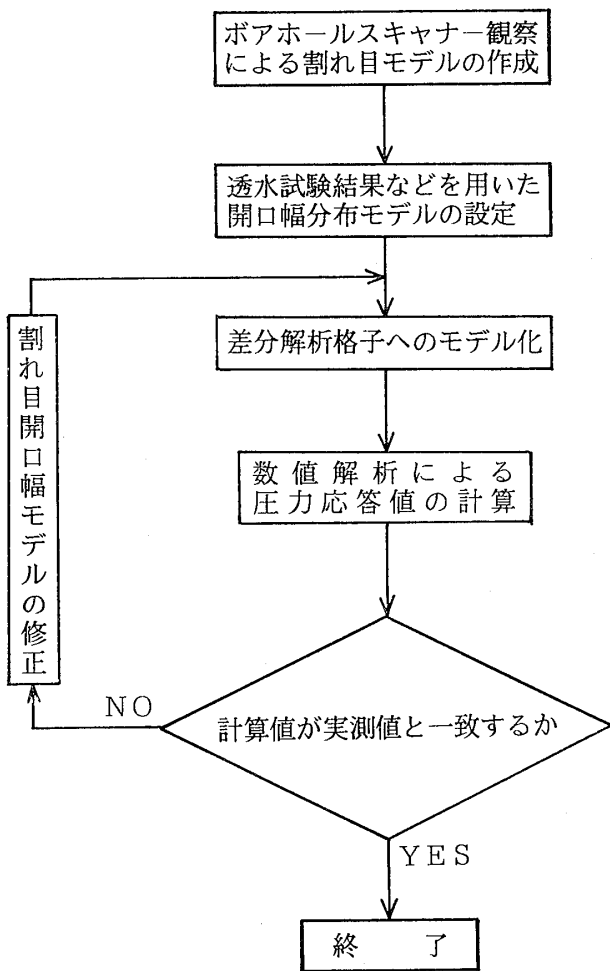 ボアホールスキャナー観察
による割れ目モデルの作成
透水試験結果などを用いた
開口幅分布モデルの設定
差分解析格子へのモデル化
数値解析による
圧力応答値の計算
割れ目開口幅モデルの修正
計算値が実測値と一致するか
NO
YES
終了